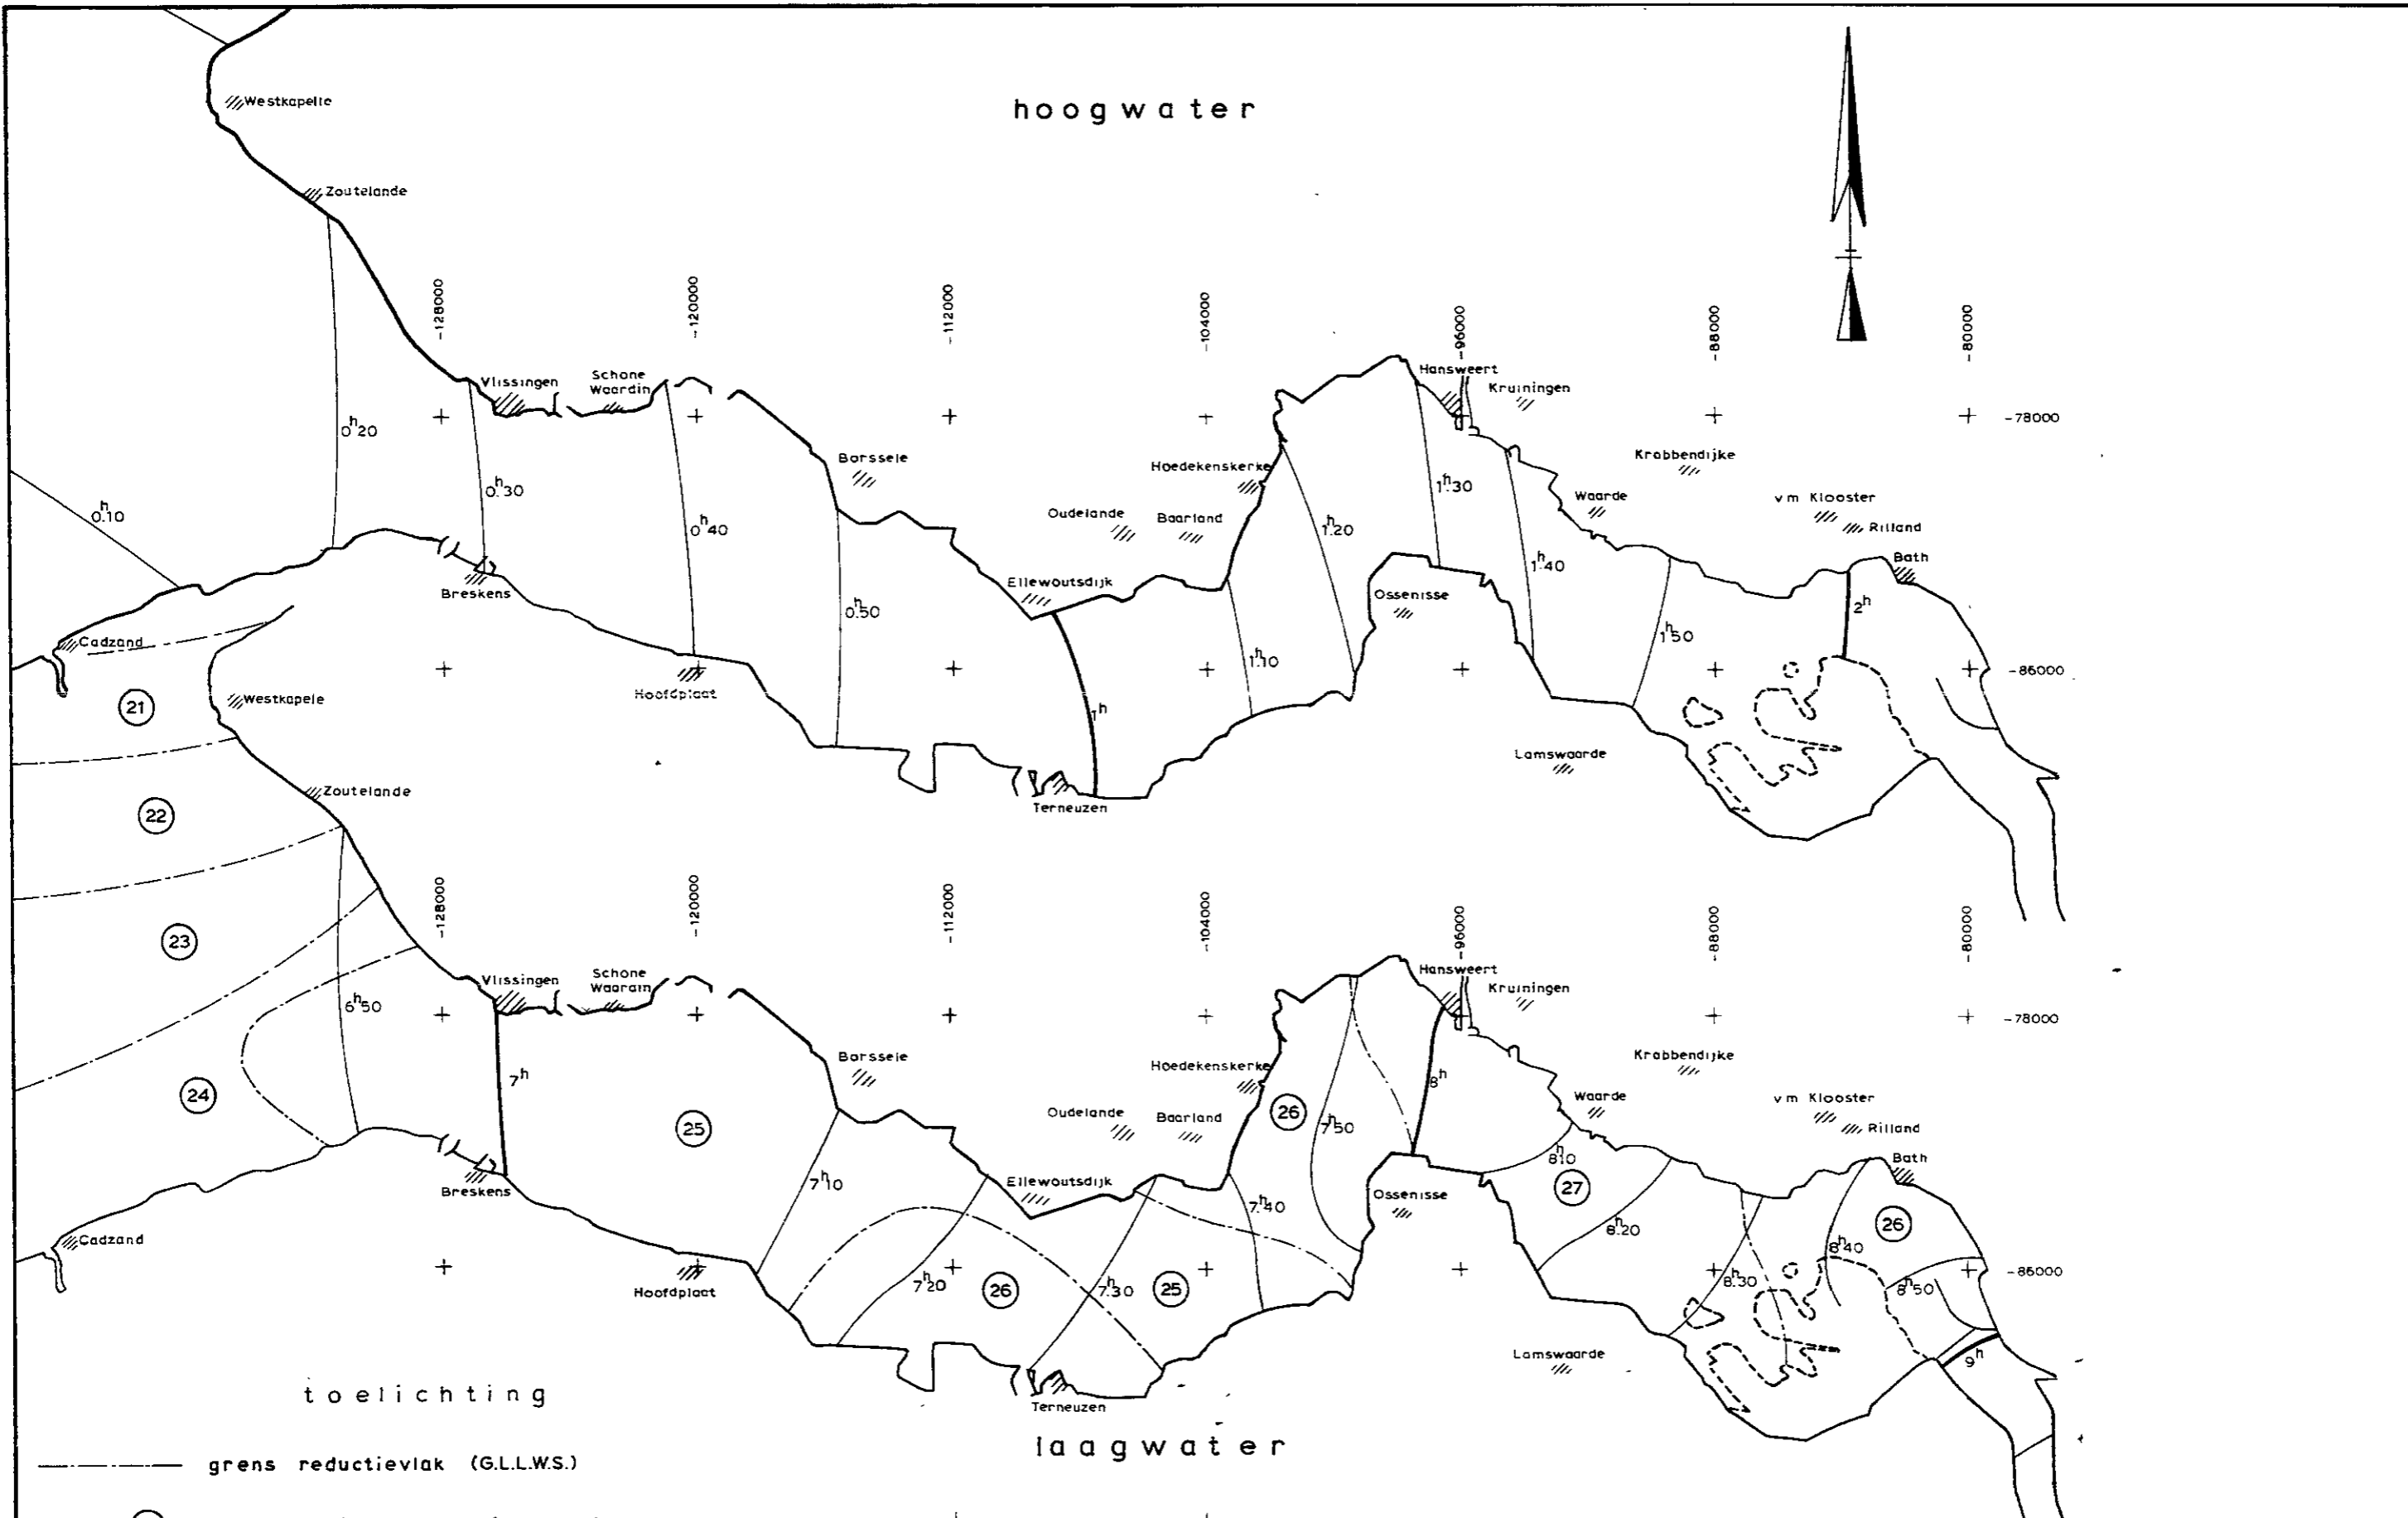 hoogwater
Westkapelle
Zoutelande
-128000
-120000
-112000
-104000
-96000
-88000
-80000
Vlissingen
Schone
Waardin
Hansweert
Kruiningen
-78000
0h20
0h30
0h10
0h40
Borssele
Hoedekenskerke
Oudelande
Baarland
1h20
1h30
Krabbendijke
Waarde
vm Klooster
Rilland
Bath
1h40
Breskens
0h50
Ellewoutsdijk
Ossenisse
2h
Cadzand
1h10
1h50
-86000
Hoofdplaat
1h
Lamswaarde
Terneuzen
21
Westkapele
22
Zoutelande
23
-128000
-120000
-112000
-104000
-96000
-88000
-80000
Vlissingen
Schone
Waardin
Hansweert
Kruiningen
-78000
6h50
24
7h
25
Borssele
Hoedekenskerke
Oudelande
Baarland
26
7h50
8h
Krabbendijke
Waarde
vm Klooster
Rilland
Bath
Breskens
7h10
Ellewoutsdijk
7h40
Ossenisse
8h10
27
8h20
26
Cadzand
8h40
Hoofdplaat
7h20
26
7h30
25
8h30
8h50
-86000
Lamswaarde
9h
Terneuzen
toelichting
laagwater
grens reductievlak (G.L.L.W.S.)